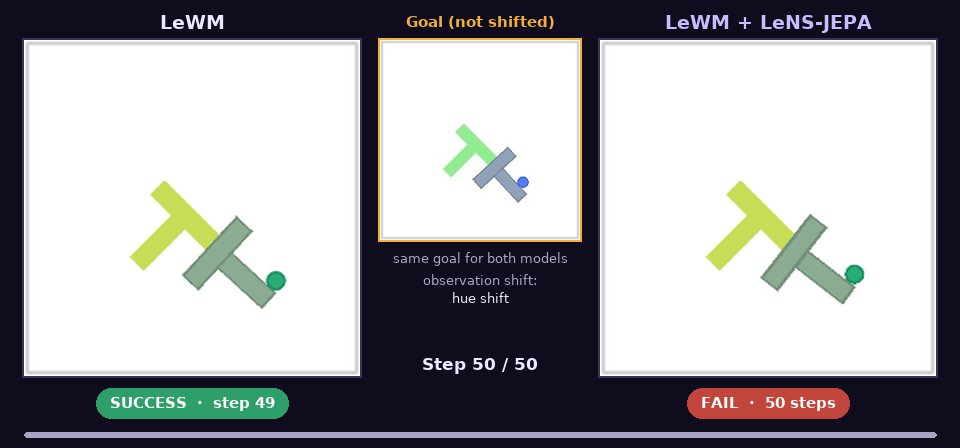 LeWM
Goal (not shifted)
LeWM + LeNS-JEPA
same goal for both models
observation shift:
hue shift
Step 50 / 50
SUCCESS · step 49
FAIL · 50 steps